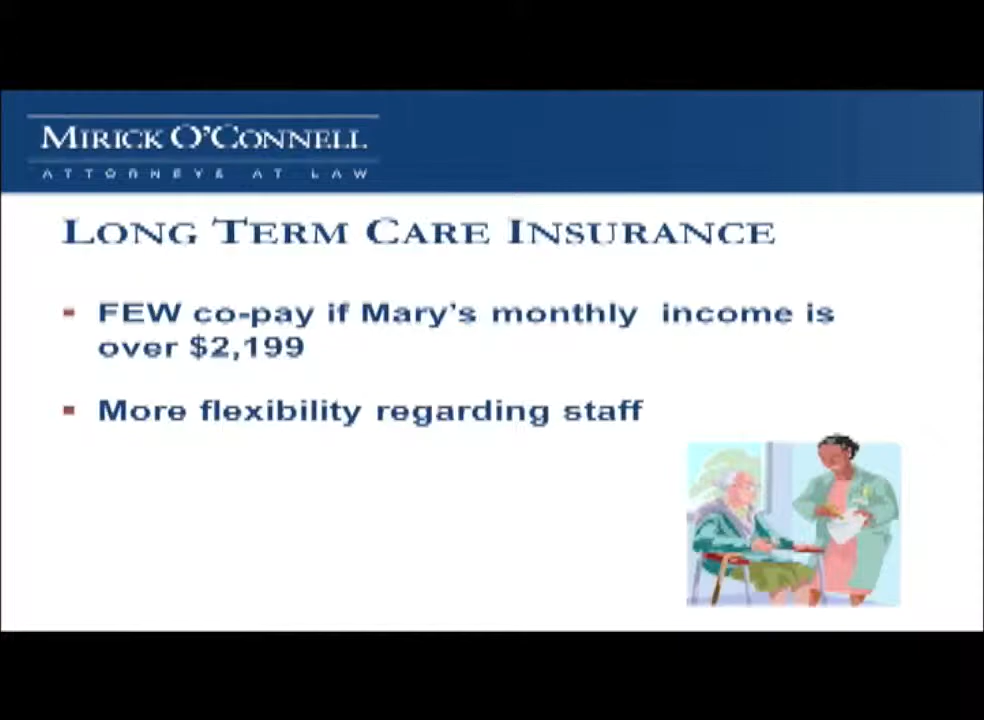 MIRICK O'CONNELL
ATTORNEYS AT LAW
LONG TERM CARE INSURANCE
FEW co-pay if Mary's monthly income is
over $2,199
More flexibility regarding staff